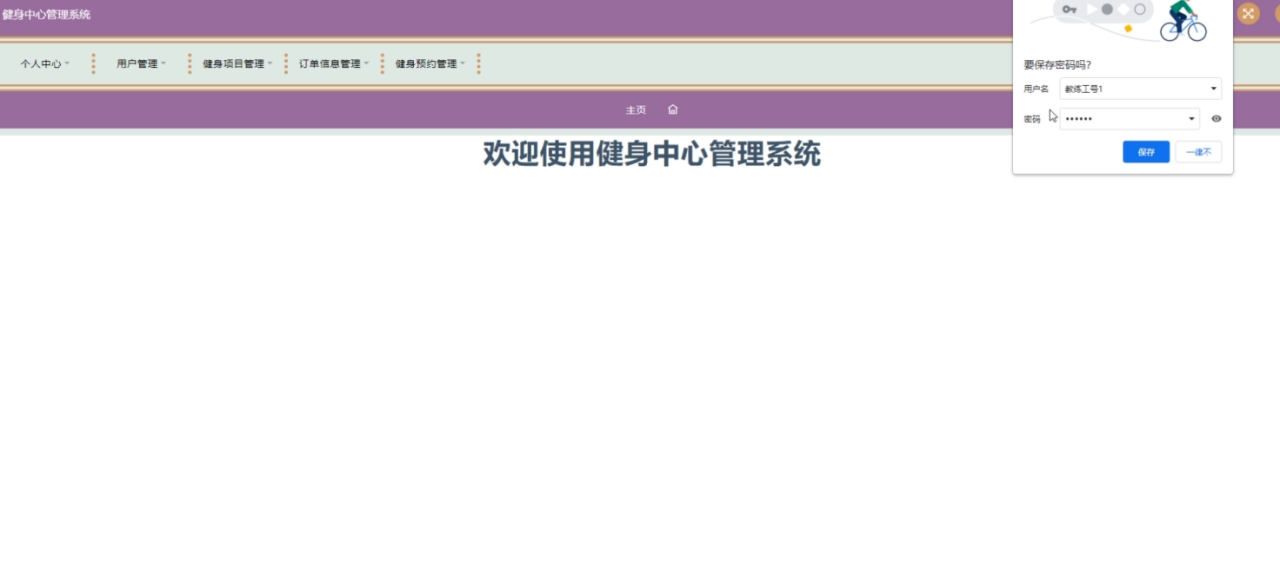 健身中心管理系统
个人中心
用户管理
健身项目管理
订单信息管理
健身预约管理
主页
欢迎使用健身中心管理系统
要保存密码吗?
用户名 教练工号1
密码 ••••••
保存 一律不